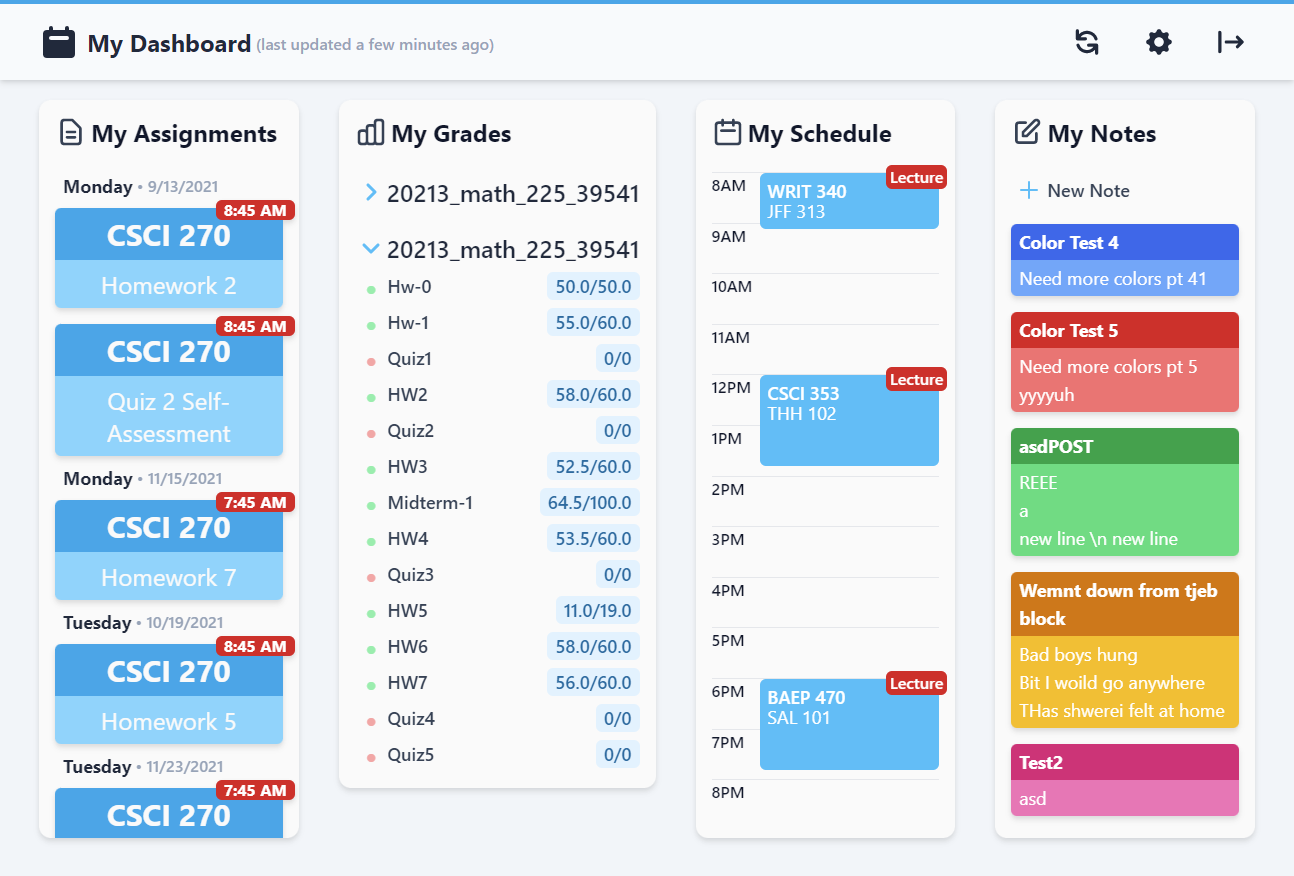 My Dashboard (last updated a few minutes ago)
My Assignments
Monday • 9/13/2021
8:45 AM
CSCI 270
Homework 2
8:45 AM
CSCI 270
Quiz 2 Self-
Assessment
Monday • 11/15/2021
7:45 AM
CSCI 270
Homework 7
Tuesday • 10/19/2021
8:45 AM
CSCI 270
Homework 5
Tuesday • 11/23/2021
7:45 AM
CSCI 270
My Grades
20213_math_225_39541
20213_math_225_39541
Hw-0 50.0/50.0
Hw-1 55.0/60.0
Quiz1 0/0
HW2 58.0/60.0
Quiz2 0/0
HW3 52.5/60.0
Midterm-1 64.5/100.0
HW4 53.5/60.0
Quiz3 0/0
HW5 11.0/19.0
HW6 58.0/60.0
HW7 56.0/60.0
Quiz4 0/0
Quiz5 0/0
My Schedule
Lecture
8AM WRIT 340
JFF 313
9AM
10AM
11AM
Lecture
12PM CSCI 353
THH 102
1PM
2PM
3PM
4PM
5PM
Lecture
6PM BAEP 470
SAL 101
7PM
8PM
My Notes
New Note
Color Test 4
Need more colors pt 41
Color Test 5
Need more colors pt 5
yyyyuh
asdPOST
REEE
a
new line \n new line
Wemnt down from tjeb
block
Bad boys hung
Bit I woild go anywhere
THas shwerei felt at home
Test2
asd